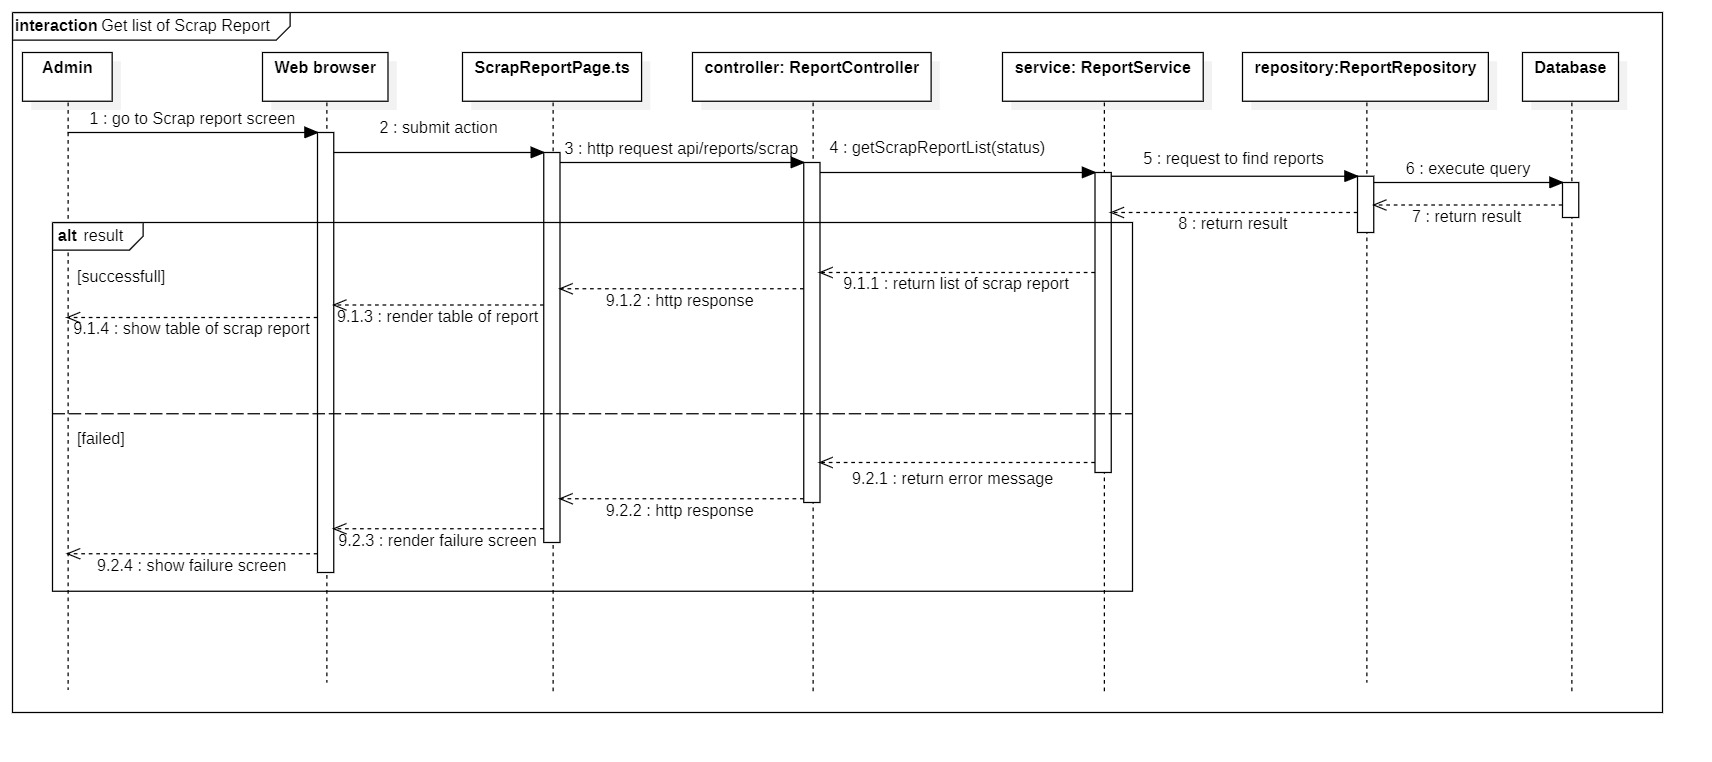 interaction Get list of Scrap Report
Admin
Web browser
ScrapReportPage.ts
controller: ReportController
service: ReportService
repository:ReportRepository
Database
1 : go to Scrap report screen
2 : submit action
3 : http request api/reports/scrap
4 : getScrapReportList(status)
5 : request to find reports
6 : execute query
7 : return result
8 : return result
alt result
[successfull]
9.1.1 : return list of scrap report
9.1.2 : http response
9.1.3 : render table of report
9.1.4 : show table of scrap report
[failed]
9.2.1 : return error message
9.2.2 : http response
9.2.3 : render failure screen
9.2.4 : show failure screen